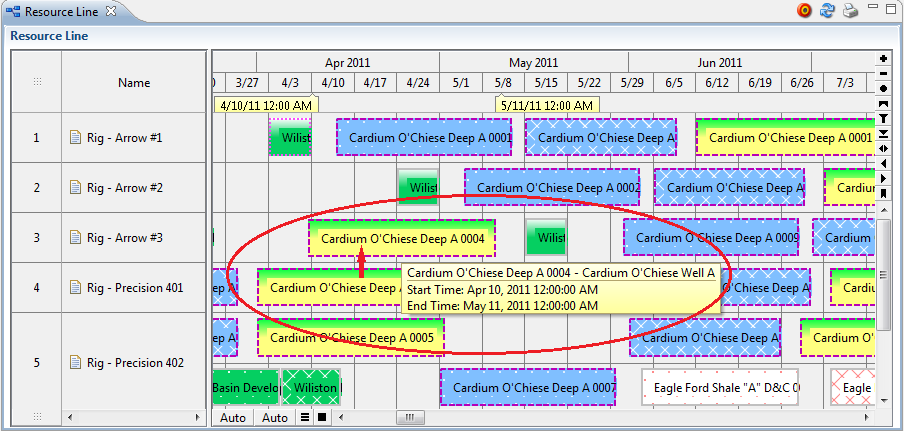 Resource Line
Resource Line
Name
Apr 2011 May 2011 Jun 2011
3/27 4/3 4/10 4/17 4/24 5/1 5/8 5/15 5/22 5/29 6/5 6/12 6/19 6/26 7/3
4/10/11 12:00 AM 5/11/11 12:00 AM
1 Rig - Arrow #1 Wilist Cardium O'Chiese Deep A 0001 Cardium O'Chiese Deep A Cardium O'Chiese Deep A 0001
2 Rig - Arrow #2 Wilist Cardium O'Chiese Deep A 0002 Cardium O'Chiese Deep A Cardium
3 Rig - Arrow #3 Cardium O'Chiese Deep A 0004 Wilist Cardium O'Chiese Deep A 0009 Cardium O
4 Rig - Precision 401 ep A Cardium O'Chiese Deep A hiese Deep A Cardium
Cardium O'Chiese Deep A 0004 - Cardium O'Chiese Well A
Start Time: Apr 10, 2011 12:00:00 AM
End Time: May 11, 2011 12:00:00 AM
5 Rig - Precision 402 ep A Cardium O'Chiese Deep A 0005 Cardium O'Chiese Deep A Cardium O'C
Basin Develo Wiliston Cardium O'Chiese Deep A 0007 Eagle Ford Shale "A" D&C 0 Eagle
Auto Auto